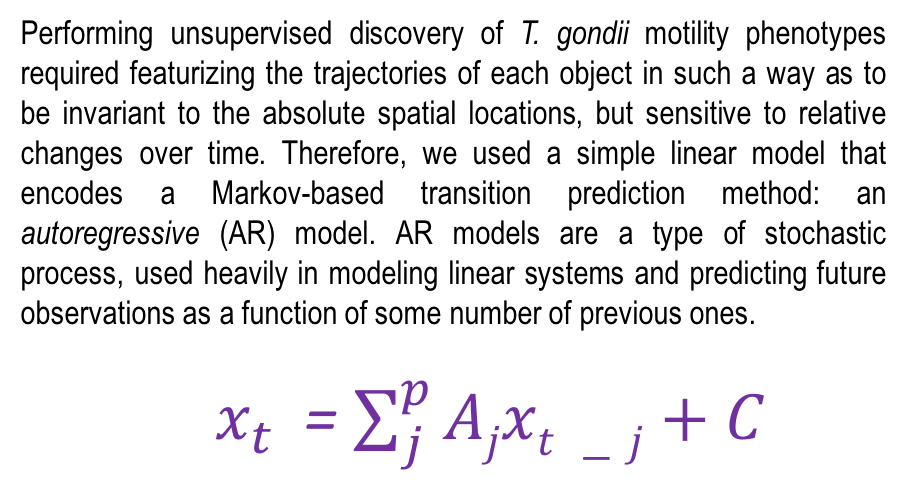 Performing unsupervised discovery of T. gondii motility phenotypes
required featurizing the trajectories of each object in such a way as to
be invariant to the absolute spatial locations, but sensitive to relative
changes over time. Therefore, we used a simple linear model that
encodes a Markov-based transition prediction method: an
autoregressive (AR) model. AR models are a type of stochastic
process, used heavily in modeling linear systems and predicting future
observations as a function of some number of previous ones.
x_t = ∑_j^p A_j x_{t − j} + C